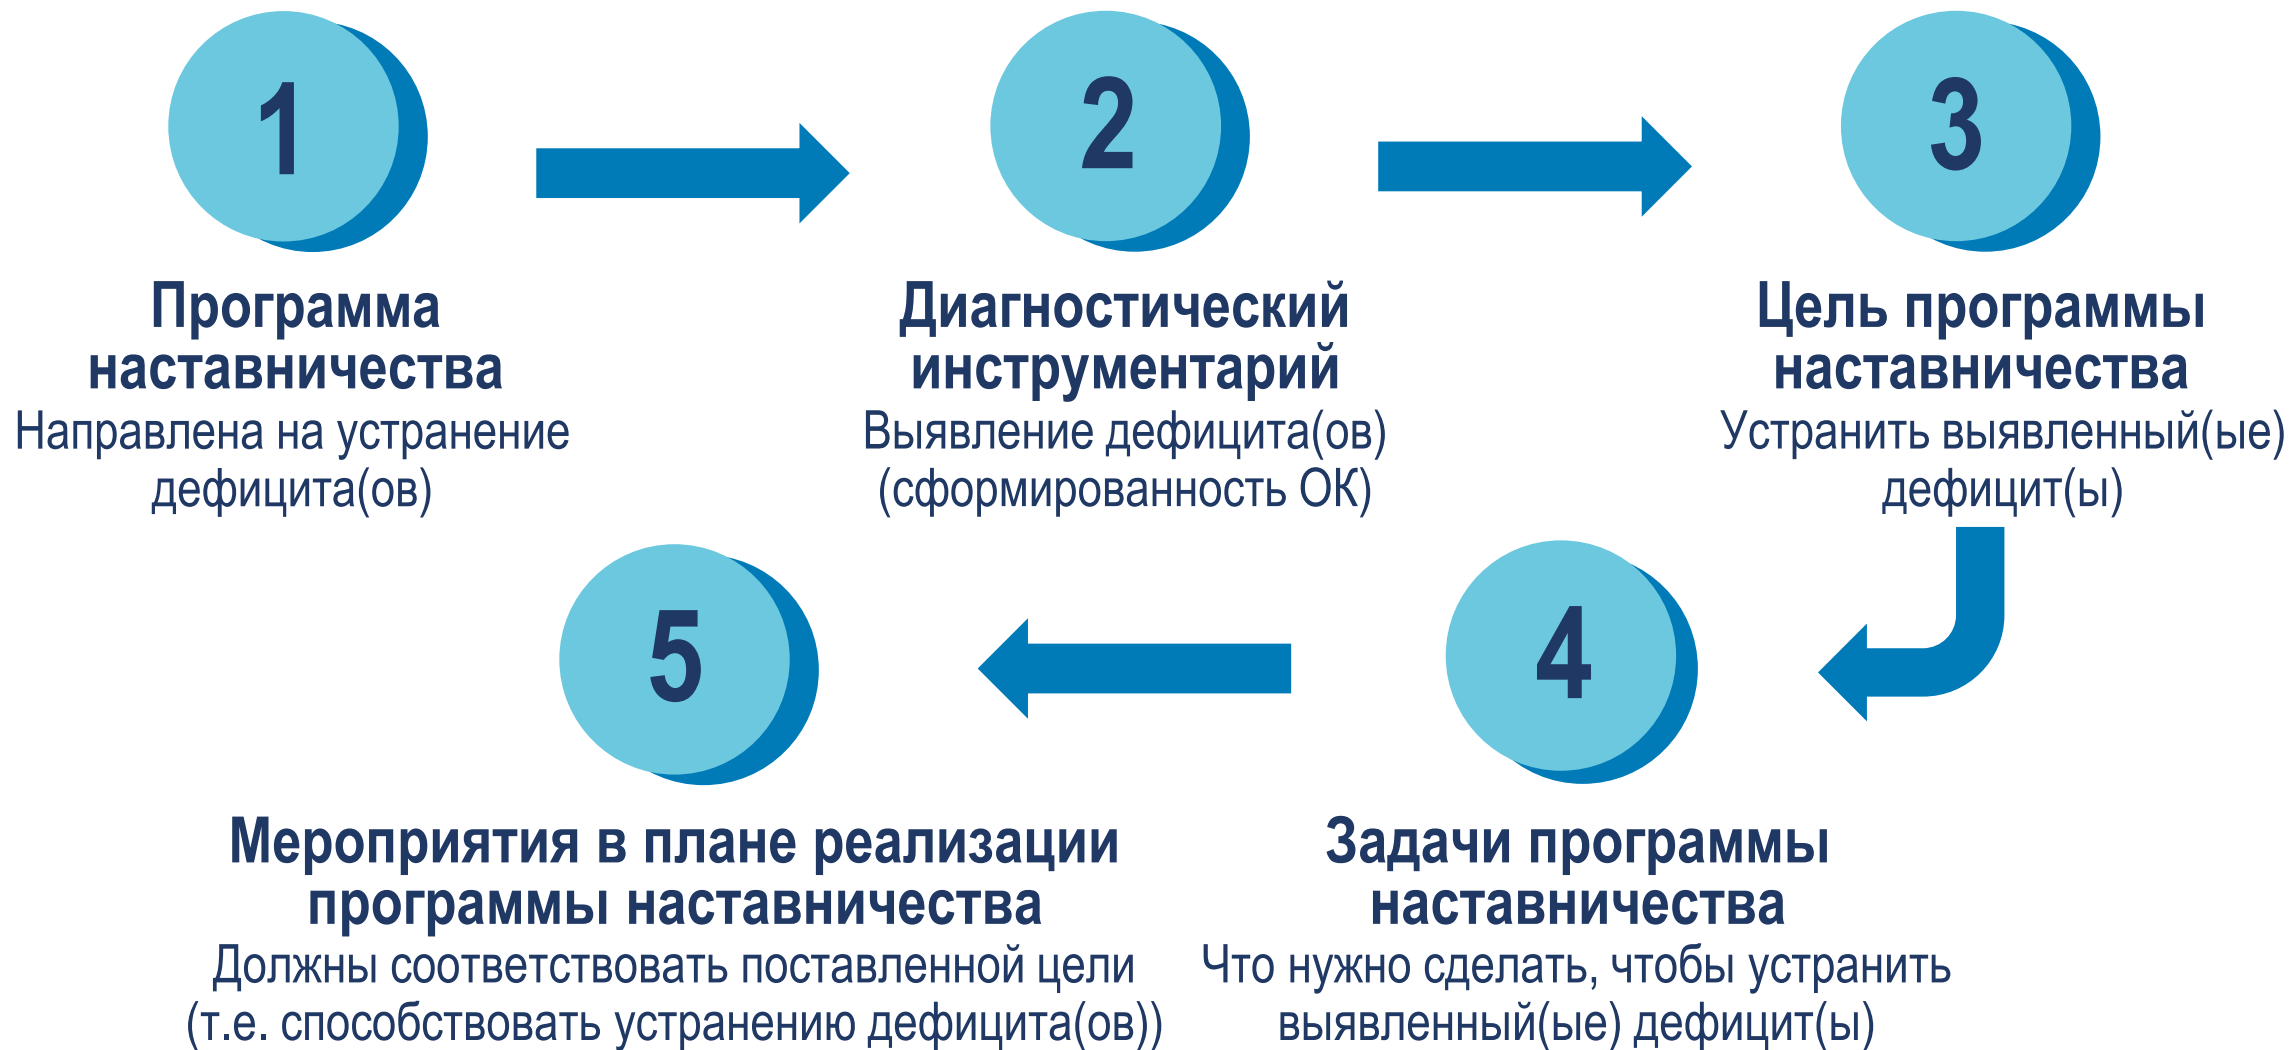 1
Программа
наставничества
Направлена на устранение
дефицита(ов)
2
Диагностический
инструментарий
Выявление дефицита(ов)
(сформированность ОК)
3
Цель программы
наставничества
Устранить выявленный(ые)
дефицит(ы)
4
Задачи программы
наставничества
Что нужно сделать, чтобы устранить
выявленный(ые) дефицит(ы)
5
Мероприятия в плане реализации
программы наставничества
Должны соответствовать поставленной цели
(т.е. способствовать устранению дефицита(ов))